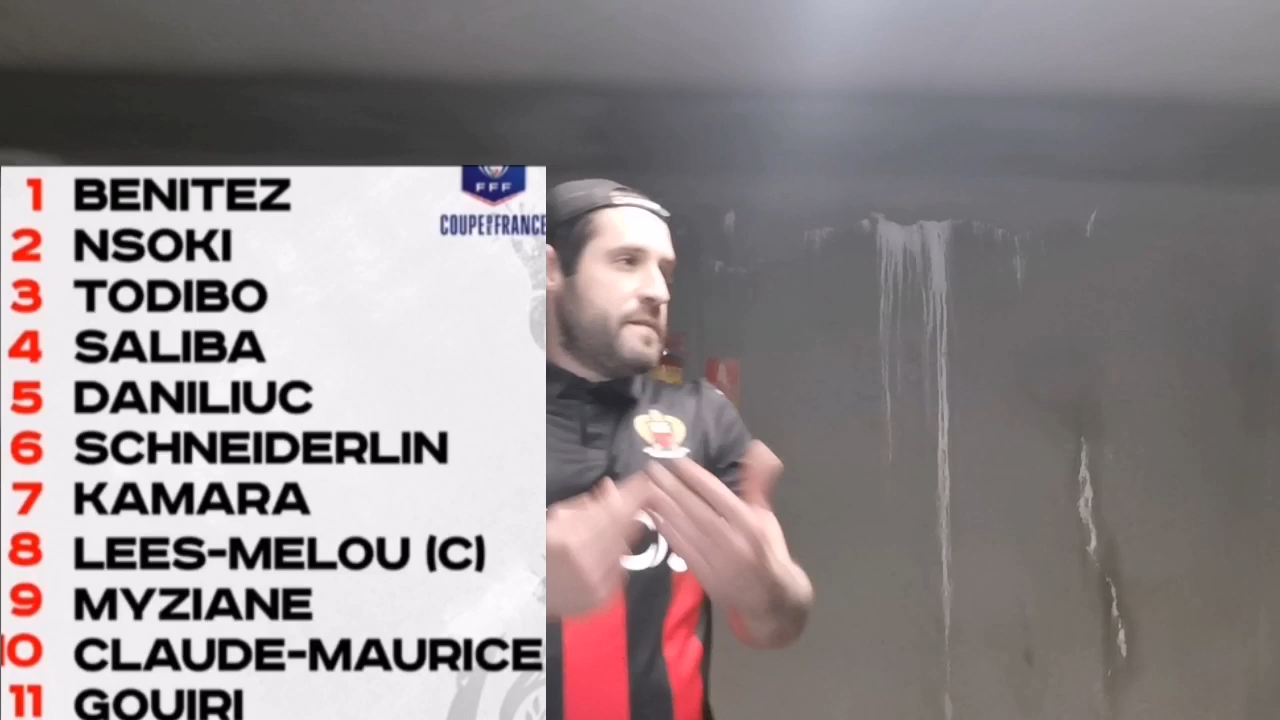 FFF
COUPE DE FRANCE
1 BENITEZ
2 NSOKI
3 TODIBO
4 SALIBA
5 DANILIUC
6 SCHNEIDERLIN
7 KAMARA
8 LEES-MELOU (C)
9 MYZIANE
10 CLAUDE-MAURICE
11 GOUIRI